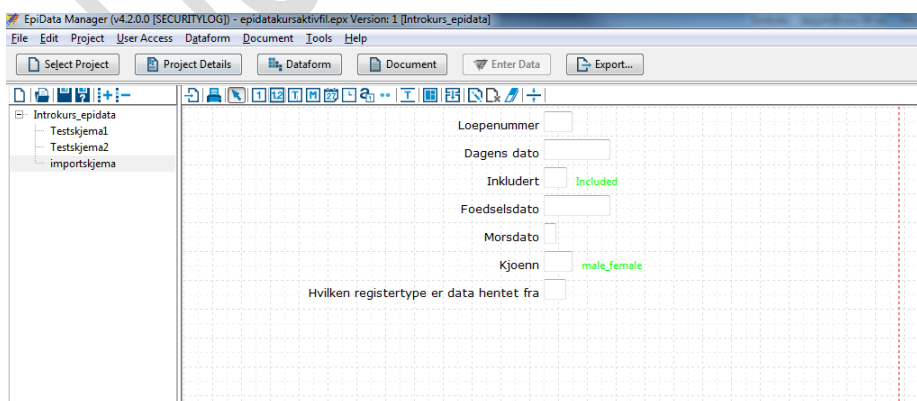 EpiData Manager (v4.2.0.0 [SECURITYLOG]) - epidatakursaktivfil.epx Version: 1 [Introkurs_epidata]
File Edit Project User Access Dataform Document Tools Help
Select Project Project Details Dataform Document Enter Data Export...
Introkurs_epidata
Testskjema1
Testskjema2
importskjema
Loepenummer
Dagens dato
Inkludert Included
Foedselsdato
Morsdato
Kjoenn male_female
Hvilken registertype er data hentet fra